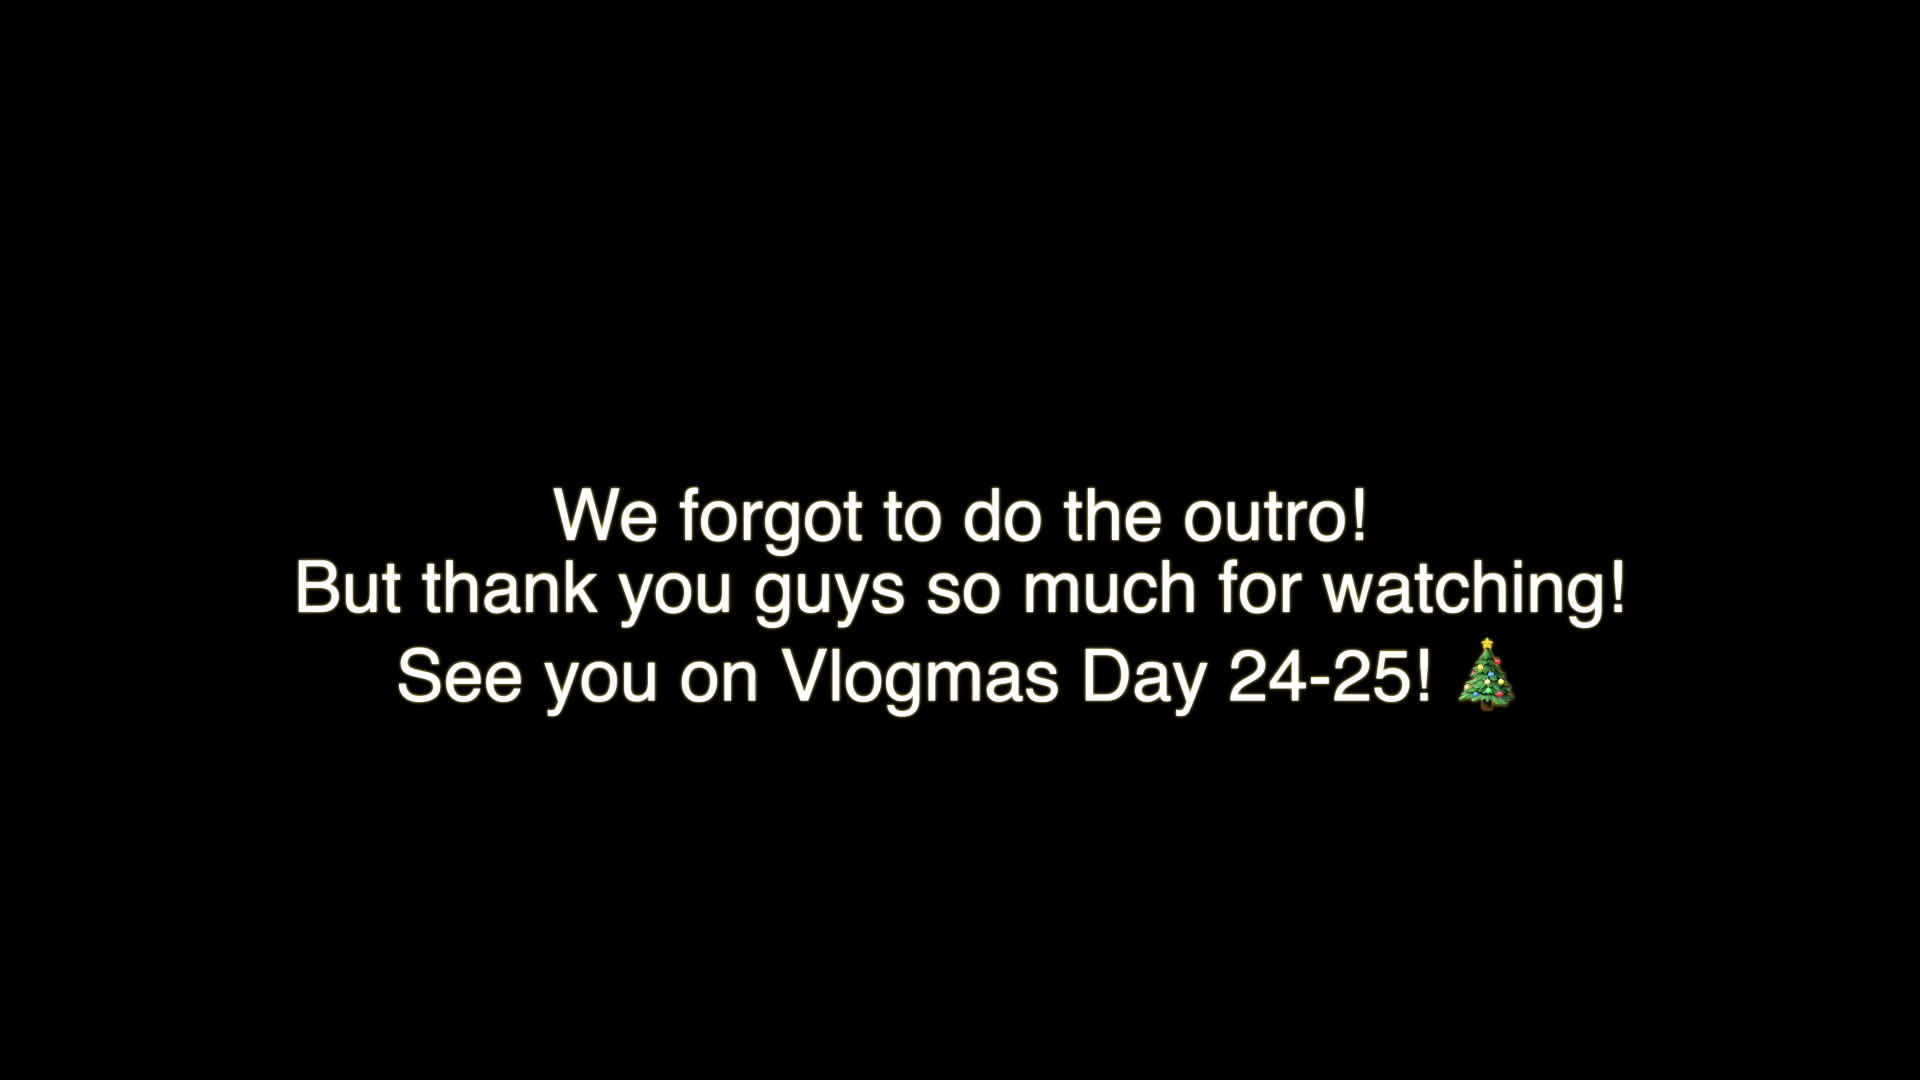 We forgot to do the outro!
But thank you guys so much for watching!
See you on Vlogmas Day 24-25! 🎄